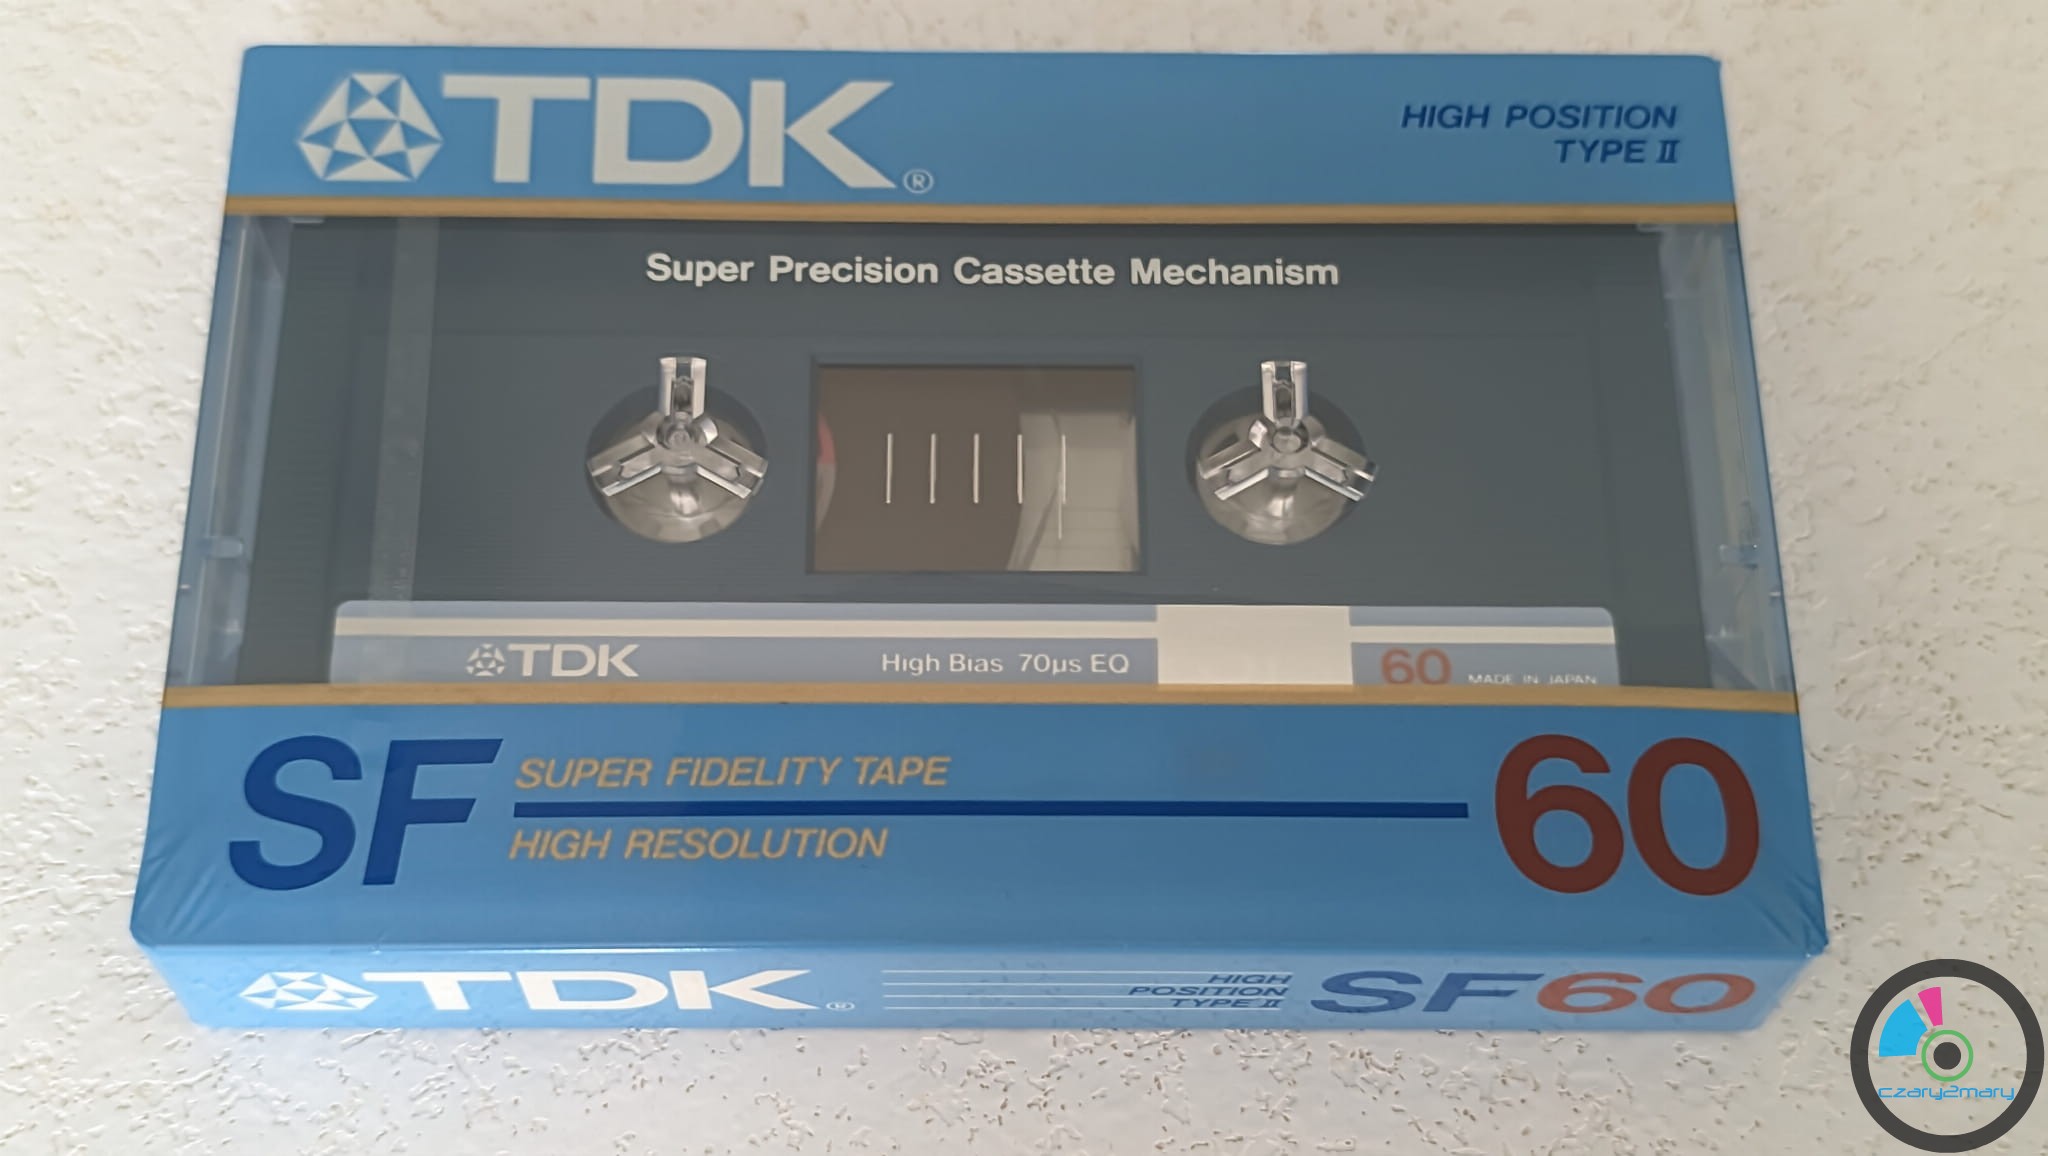 TDK®
HIGH POSITION
TYPE II
Super Precision Cassette Mechanism
TDK
High Bias 70µs EQ
60
MADE IN JAPAN
SF
SUPER FIDELITY TAPE
HIGH RESOLUTION
60
TDK®
HIGH
POSITION
TYPE II
SF60
czary2mary